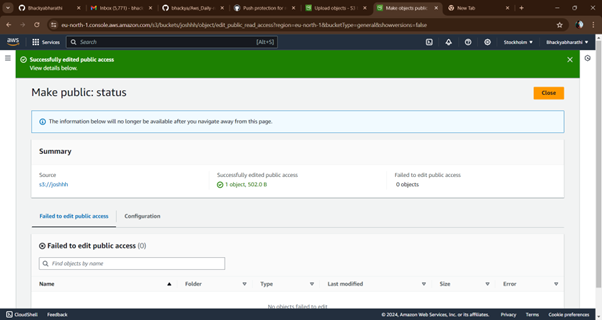 Bhackyabharathi
Inbox (5,771) - bhac
bhackya/Aws_Daily
Push protection for
Upload objects - S3
Make objects public
New Tab
eu-north-1.console.aws.amazon.com/s3/buckets/joshhh/object/edit_public_read_access?region=eu-north-1&bucketType=general&showversions=false
aws
Services
Search
[Alt+S]
Stockholm
Bhackyabharathi
Successfully edited public access
View details below.
Make public: status
Close
The information below will no longer be available after you navigate away from this page.
Summary
Source
Successfully edited public access
Failed to edit public access
s3://joshhh
1 object, 502.0 B
0 objects
Failed to edit public access
Configuration
Failed to edit public access (0)
Find objects by name
Name
Folder
Type
Last modified
Size
Error
No objects failed to edit
CloudShell
Feedback
© 2024, Amazon Web Services, Inc. or its affiliates.
Privacy
Terms
Cookie preferences